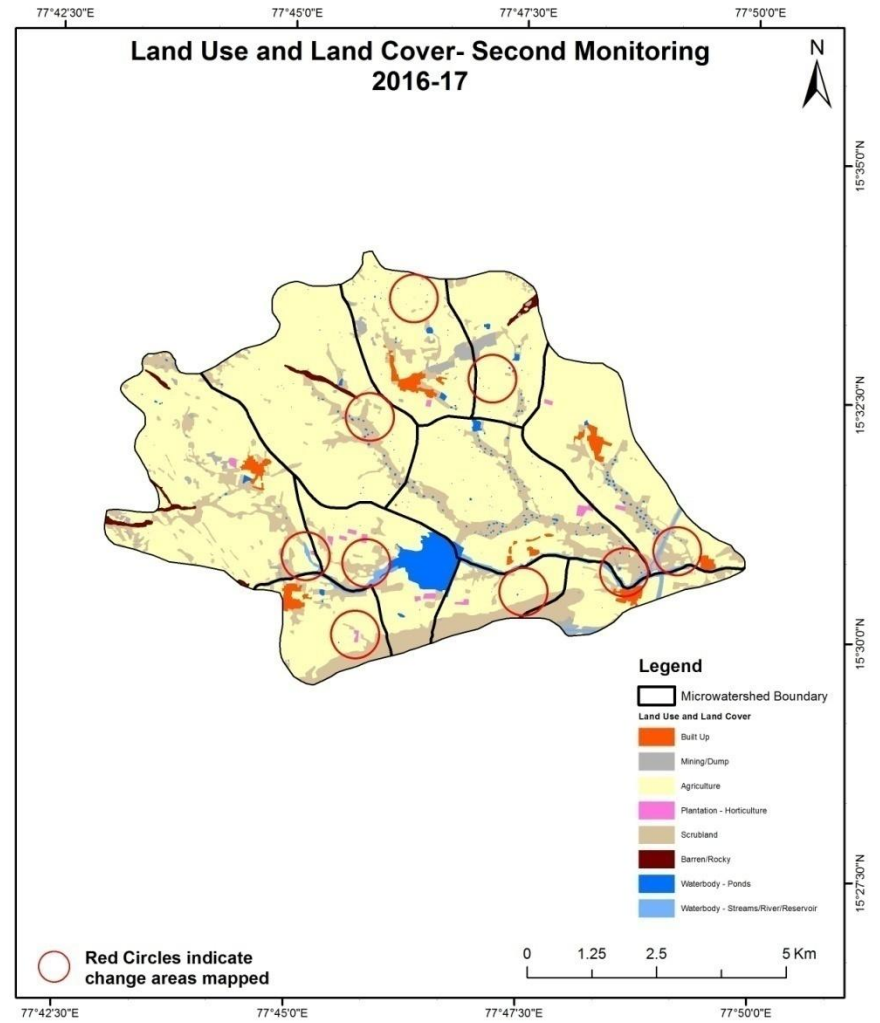 77°42'30"E 77°45'0"E 77°47'30"E 77°50'0"E
Land Use and Land Cover- Second Monitoring
2016-17
N
15°35'0"N
15°32'30"N
15°30'0"N
15°27'30"N
Legend
Microwatershed Boundary
Land Use and Land Cover
Built Up
Mining/Dump
Agriculture
Plantation - Horticulture
Scrubland
Barren/Rocky
Waterbody - Ponds
Waterbody - Streams/River/Reservoir
Red Circles indicate
change areas mapped
0 1.25 2.5 5 Km
77°42'30"E 77°45'0"E 77°47'30"E 77°50'0"E